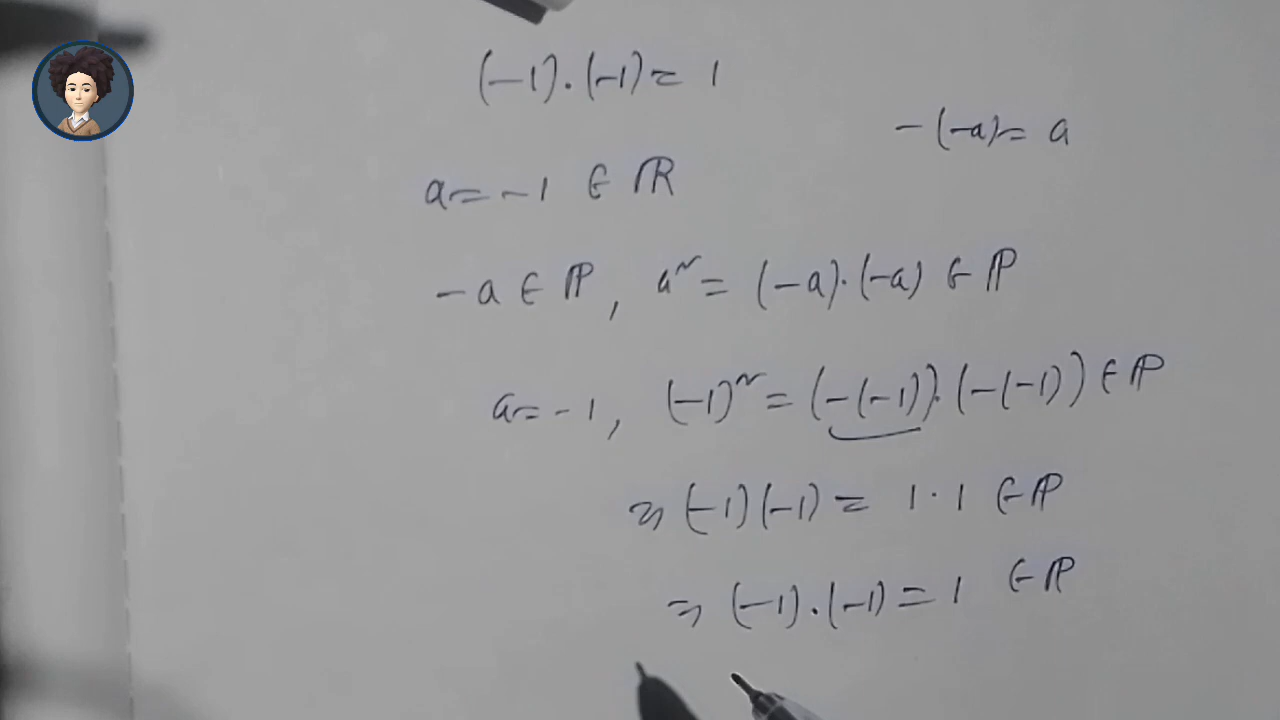 (-1).(-1) = 1
-(-a) = a
a = -1 ∈ ℝ
-a ∈ ℙ, a² = (-a).(-a) ∈ ℙ
a = -1, (-1)² = (-(-1)).(-(-1)) ∈ ℙ
⇒ (-1)(-1) = 1.1 ∈ ℙ
⇒ (-1).(-1) = 1 ∈ ℙ